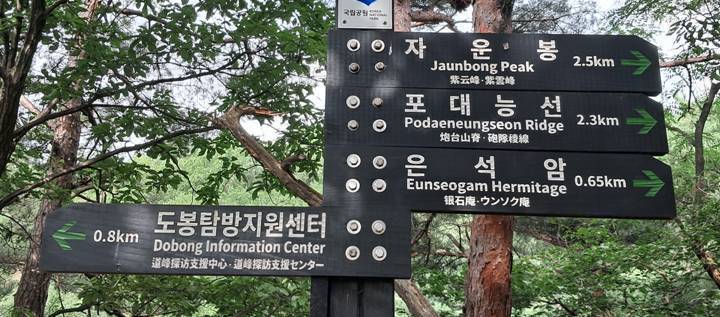 국립공원 KOREA NATIONAL PARK
자운봉
Jaunbong Peak
紫云峰·紫雲峰
2.5km
포대능선
Podaeneungseon Ridge
炮台山脊·砲隊稜線
2.3km
은석암
Eunseogam Hermitage
银石庵·ウンソク庵
0.65km
0.8km
도봉탐방지원센터
Dobong Information Center
道峰探访支援中心·道峰探訪支援センター